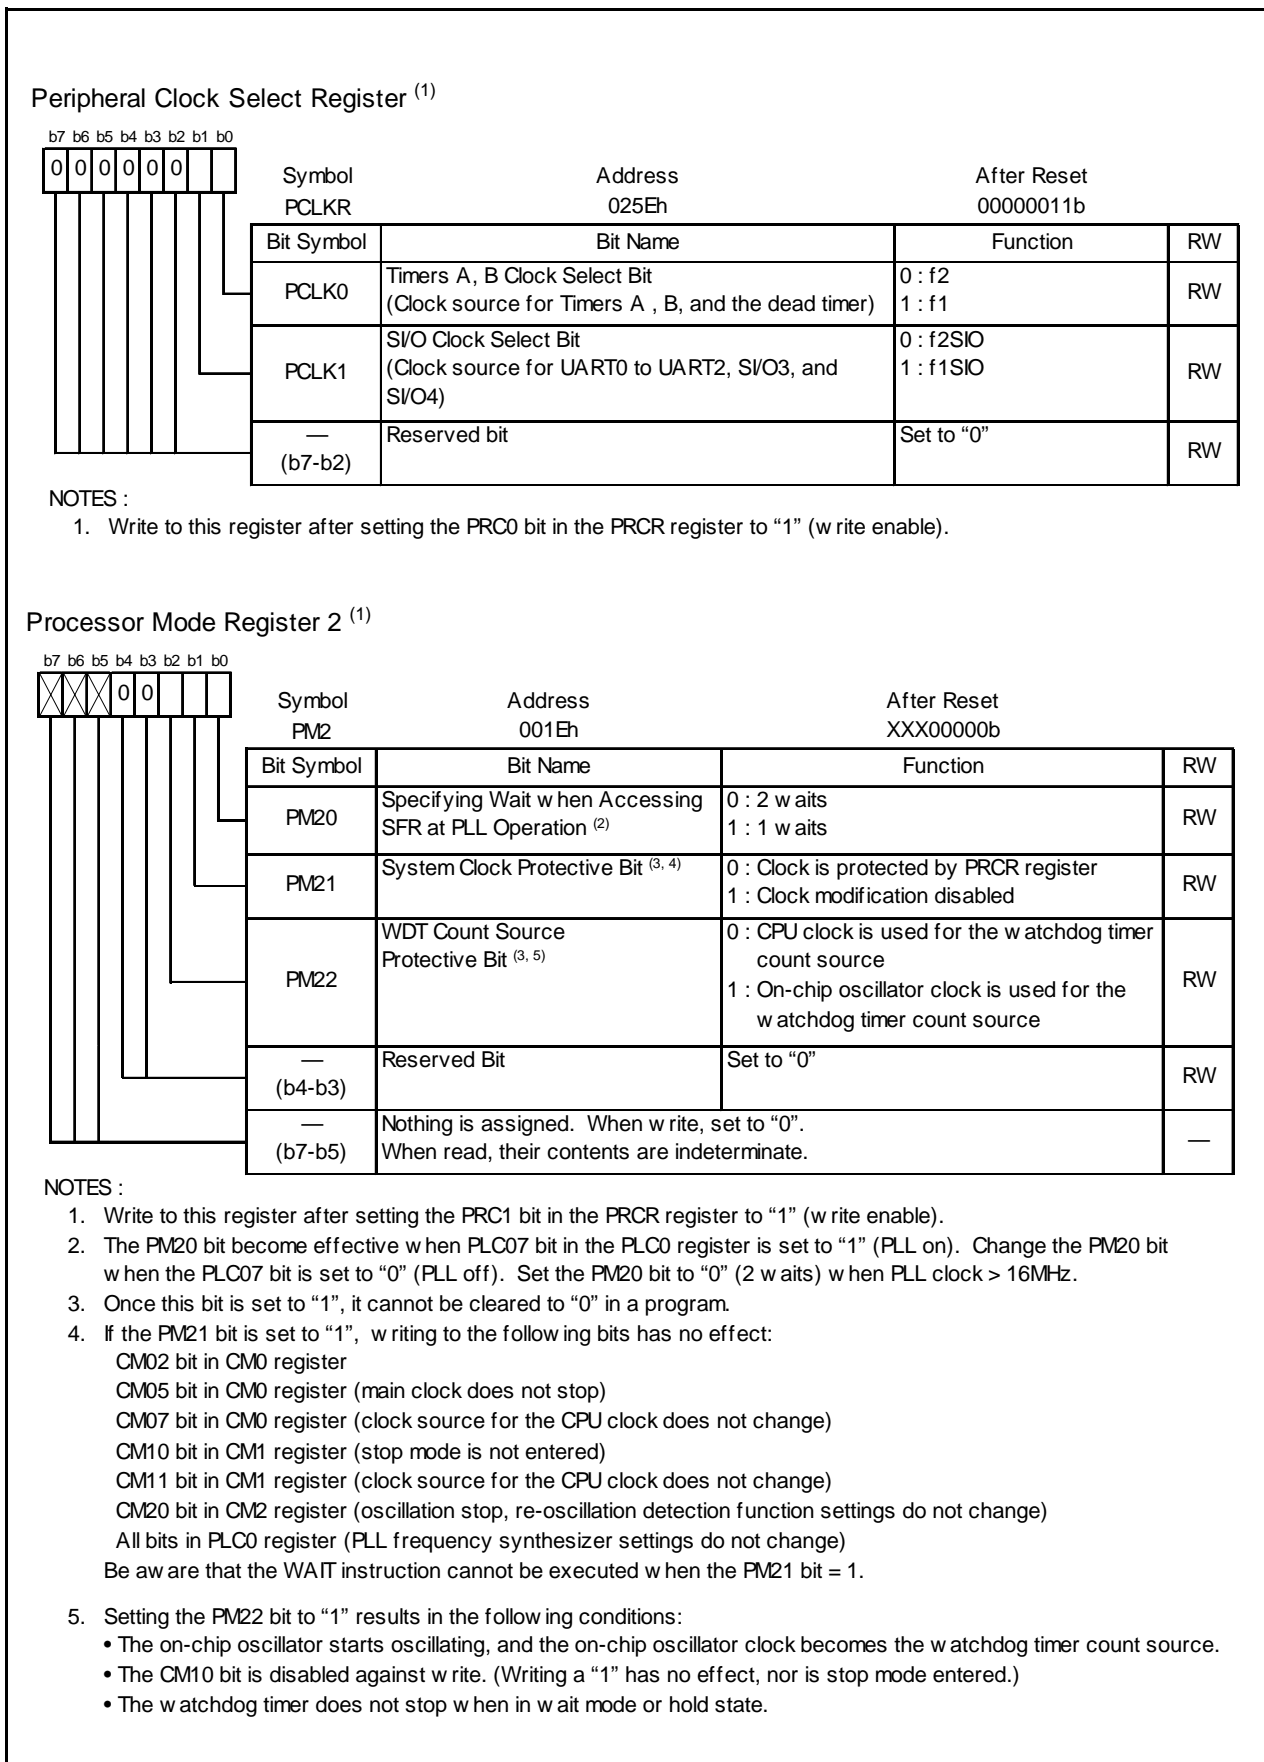 Peripheral Clock Select Register (1)
b7 b6 b5 b4 b3 b2 b1 b0
0 0 0 0 0 0
Symbol Address After Reset
PCLKR 025Eh 00000011b
Bit Symbol Bit Name Function RW
PCLK0 Timers A, B Clock Select Bit 0 : f2 RW
(Clock source for Timers A , B, and the dead timer) 1 : f1
PCLK1 SI/O Clock Select Bit 0 : f2SIO RW
(Clock source for UART0 to UART2, SI/O3, and 1 : f1SIO
SI/O4)
— Reserved bit Set to “0” RW
(b7-b2)
NOTES :
1. Write to this register after setting the PRC0 bit in the PRCR register to “1” (write enable).
Processor Mode Register 2 (1)
b7 b6 b5 b4 b3 b2 b1 b0
0 0
Symbol Address After Reset
PM2 001Eh XXX00000b
Bit Symbol Bit Name Function RW
PM20 Specifying Wait when Accessing 0 : 2 waits RW
SFR at PLL Operation (2) 1 : 1 waits
PM21 System Clock Protective Bit (3, 4) 0 : Clock is protected by PRCR register RW
1 : Clock modification disabled
PM22 WDT Count Source 0 : CPU clock is used for the watchdog timer RW
Protective Bit (3, 5) count source
1 : On-chip oscillator clock is used for the
watchdog timer count source
— Reserved Bit Set to “0” RW
(b4-b3)
— Nothing is assigned. When write, set to “0”. —
(b7-b5) When read, their contents are indeterminate.
NOTES :
1. Write to this register after setting the PRC1 bit in the PRCR register to “1” (write enable).
2. The PM20 bit become effective when PLC07 bit in the PLC0 register is set to “1” (PLL on). Change the PM20 bit
when the PLC07 bit is set to “0” (PLL off). Set the PM20 bit to “0” (2 waits) when PLL clock > 16MHz.
3. Once this bit is set to “1”, it cannot be cleared to “0” in a program.
4. If the PM21 bit is set to “1”, writing to the following bits has no effect:
CM02 bit in CM0 register
CM05 bit in CM0 register (main clock does not stop)
CM07 bit in CM0 register (clock source for the CPU clock does not change)
CM10 bit in CM1 register (stop mode is not entered)
CM11 bit in CM1 register (clock source for the CPU clock does not change)
CM20 bit in CM2 register (oscillation stop, re-oscillation detection function settings do not change)
All bits in PLC0 register (PLL frequency synthesizer settings do not change)
Be aware that the WAIT instruction cannot be executed when the PM21 bit = 1.
5. Setting the PM22 bit to “1” results in the following conditions:
• The on-chip oscillator starts oscillating, and the on-chip oscillator clock becomes the watchdog timer count source.
• The CM10 bit is disabled against write. (Writing a “1” has no effect, nor is stop mode entered.)
• The watchdog timer does not stop when in wait mode or hold state.